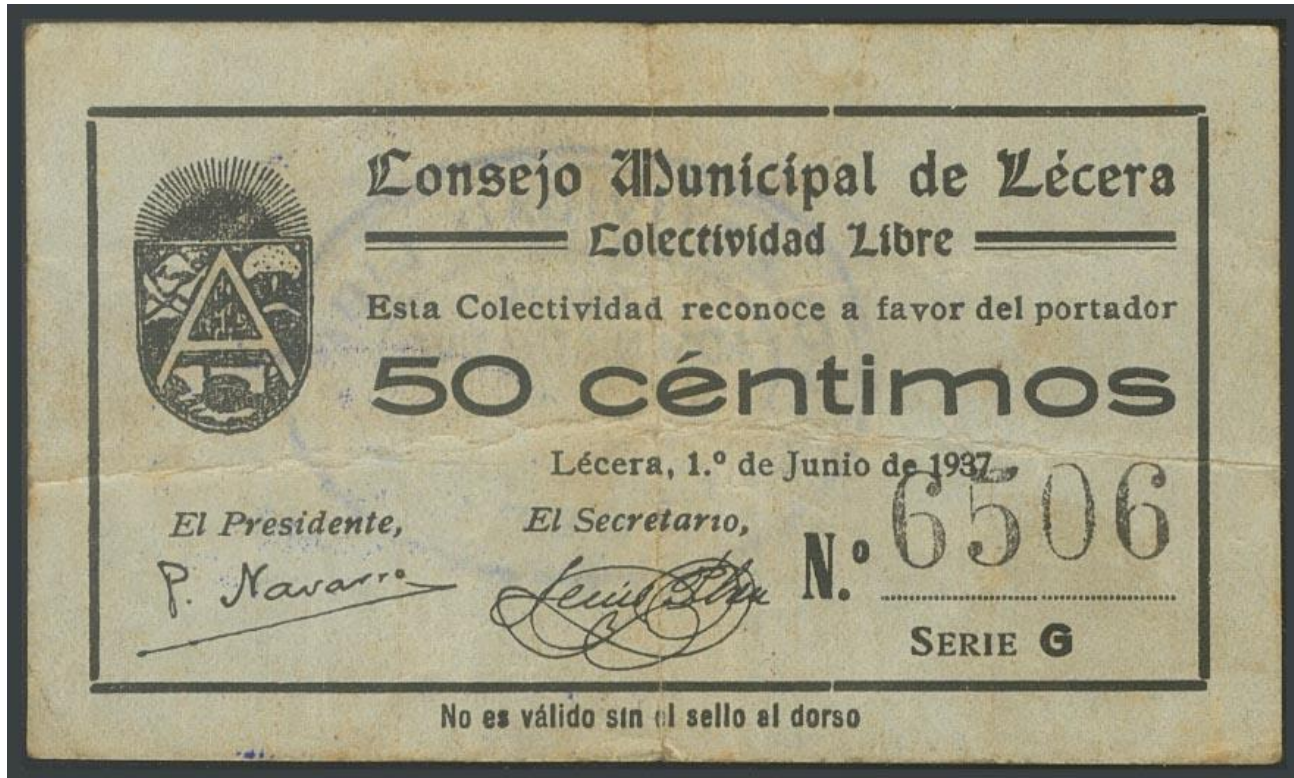 Consejo Municipal de Lécera
Colectividad Libre
Esta Colectividad reconoce a favor del portador
50 céntimos
Lécera, 1.º de Junio de 1937.
El Presidente,
El Secretario,
P. Navarro
N.º 6506
SERIE G
No es válido sin el sello al dorso